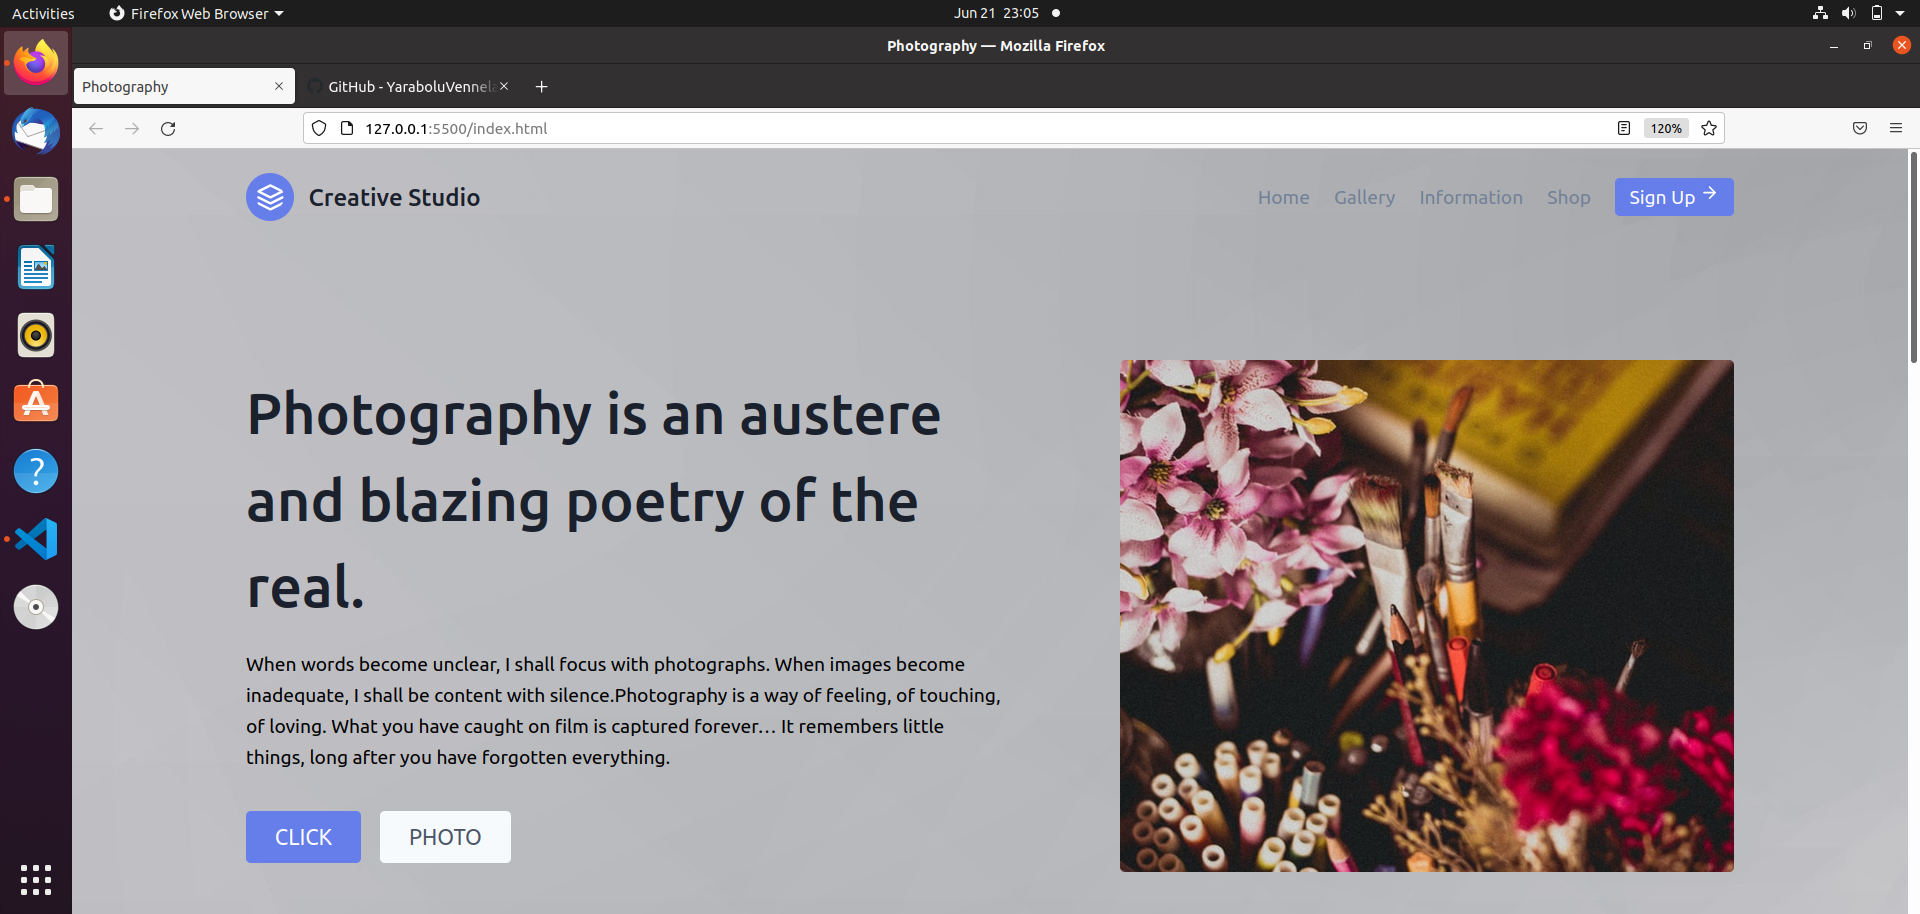 Activities
Firefox Web Browser
Jun 21 23:05
Photography — Mozilla Firefox
Photography
GitHub - YaraboluVennela
127.0.0.1:5500/index.html
120%
Creative Studio
Home
Gallery
Information
Shop
Sign Up
Photography is an austere
and blazing poetry of the
real.
When words become unclear, I shall focus with photographs. When images become
inadequate, I shall be content with silence.Photography is a way of feeling, of touching,
of loving. What you have caught on film is captured forever… It remembers little
things, long after you have forgotten everything.
CLICK
PHOTO